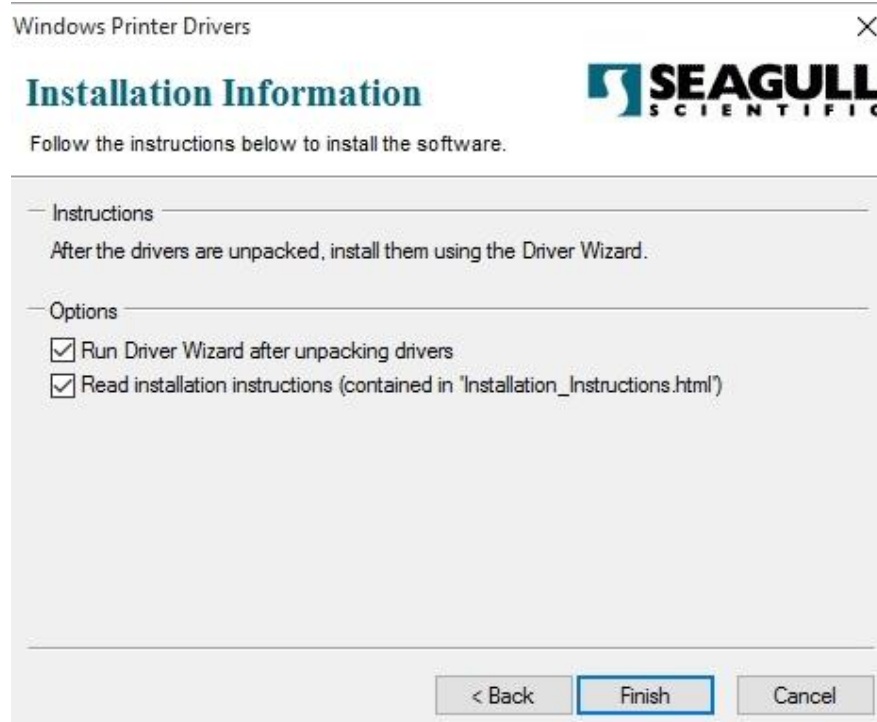 Windows Printer Drivers
Installation Information
SEAGULL
SCIENTIFIC
Follow the instructions below to install the software.
Instructions
After the drivers are unpacked, install them using the Driver Wizard.
Options
Run Driver Wizard after unpacking drivers
Read installation instructions (contained in 'Installation_Instructions.html')
< Back Finish Cancel